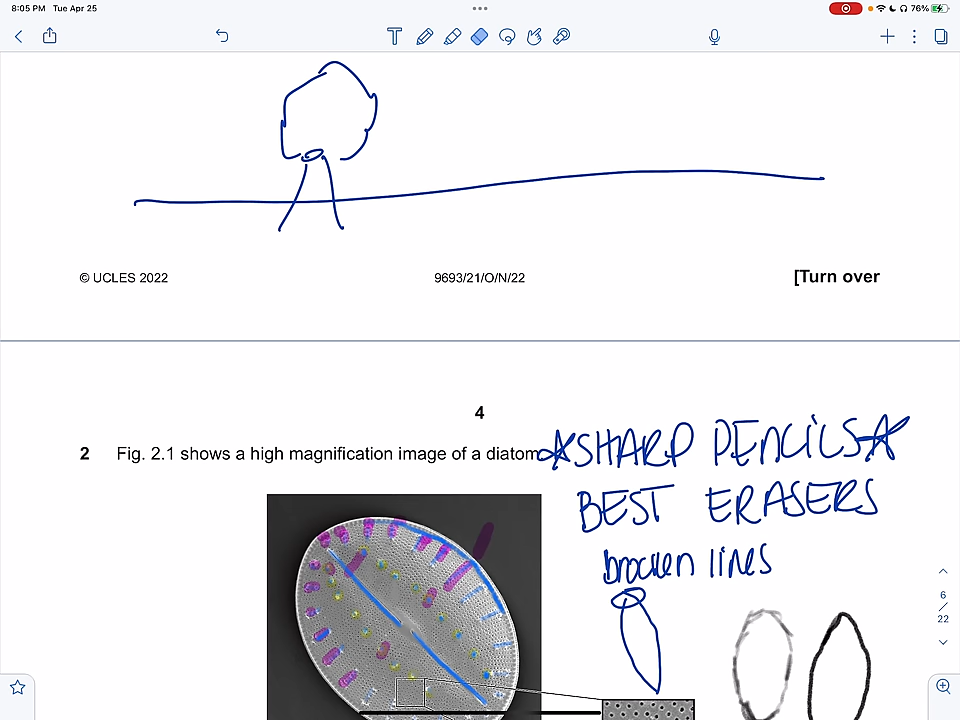 8:05 PM Tue Apr 25
76%
© UCLES 2022 9693/21/O/N/22 [Turn over
4
2 Fig. 2.1 shows a high magnification image of a diatom
SHARP PENCILS
BEST ERASERS
brocken lines
6
/
22